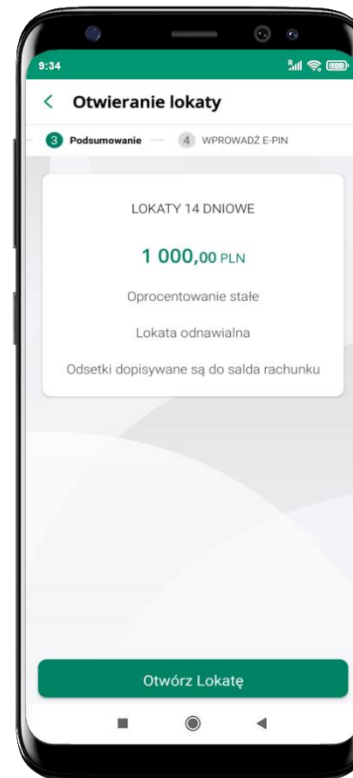 9:34
Otwieranie lokaty
3 Podsumowanie 4 WPROWADŹ E-PIN
LOKATY 14 DNIOWE
1 000,00 PLN
Oprocentowanie stałe
Lokata odnawialna
Odsetki dopisywane są do salda rachunku
Otwórz Lokatę